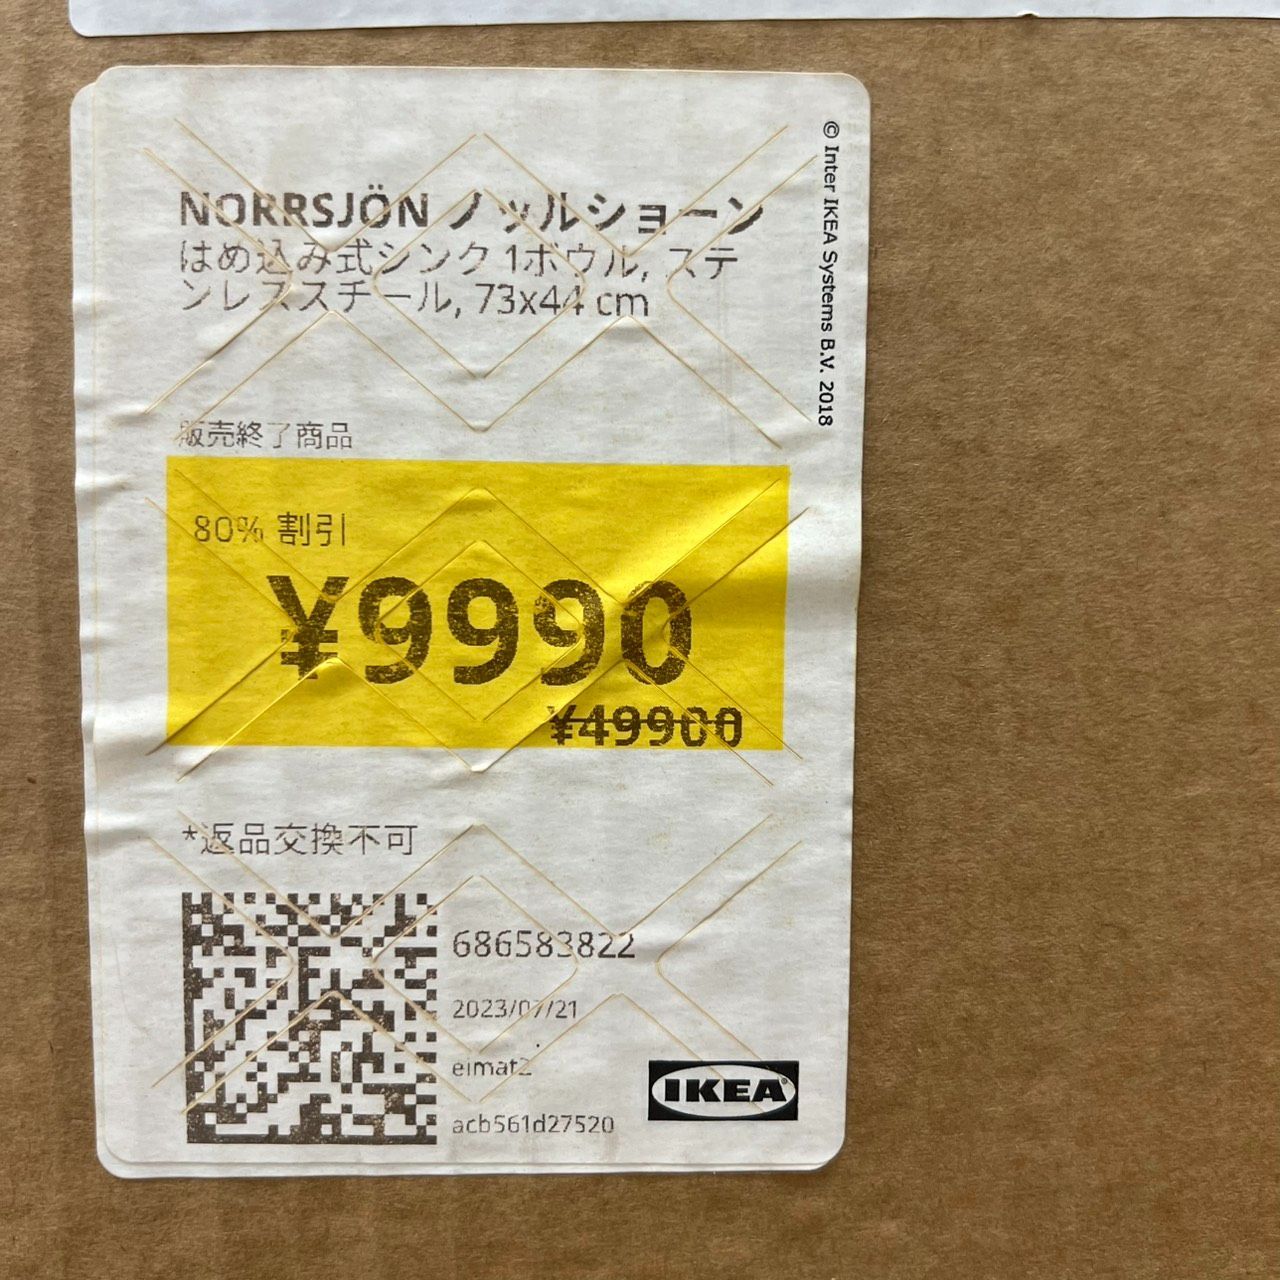 © Inter IKEA Systems B.V. 2018
NORRSJÖN ノッルショーン
はめ込み式シンク 1ボウル, ステ
ンレススチール, 73x44 cm
販売終了商品
80% 割引
¥9990
¥49900
*返品交換不可
686583822
2023/07/21
eimat2
acb561d27520
IKEA